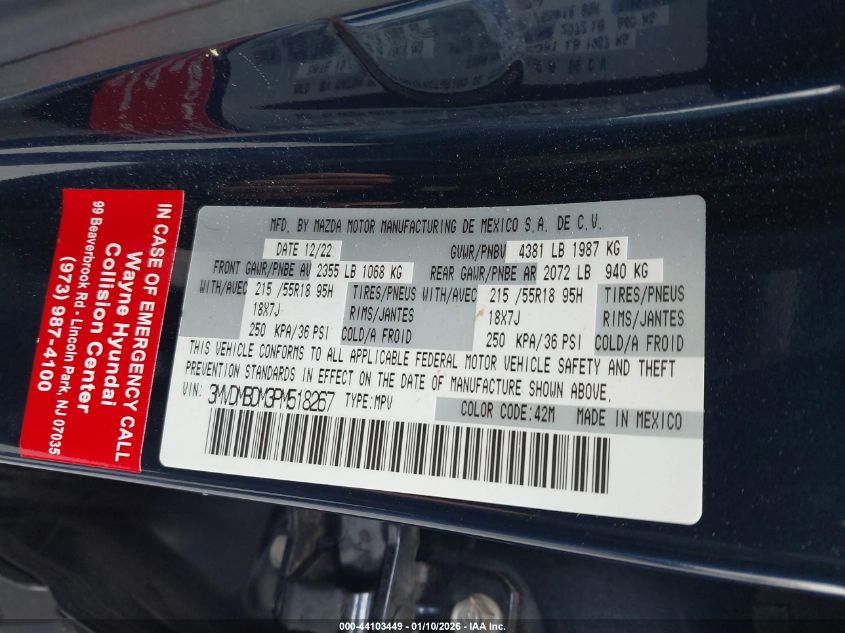 IN CASE OF EMERGENCY CALL
Wayne Hyundai
Collision Center
99 Beaverbrook Rd - Lincoln Park, NJ 07035
(973) 987-4100
MFD. BY MAZDA MOTOR MANUFACTURING DE MEXICO S.A. DE C.V.
DATE 12/22 GVWR/PNBV 4381 LB 1987 KG
FRONT GAWR/PNBE AV 2355 LB 1068 KG REAR GAWR/PNBE AR 2072 LB 940 KG
WITH/AVEC 215 /55R18 95H TIRES/PNEUS WITH/AVEC 215 /55R18 95H TIRES/PNEUS
18X7J RIMS/JANTES 18X7J RIMS/JANTES
250 KPA/36 PSI COLD/A FROID 250 KPA/36 PSI COLD/A FROID
THIS VEHICLE CONFORMS TO ALL APPLICABLE FEDERAL MOTOR VEHICLE SAFETY AND THEFT
PREVENTION STANDARDS IN EFFECT ON THE DATE OF MANUFACTURE SHOWN ABOVE.
VIN: 3MVDMBDM3PM518267 TYPE:MPV COLOR CODE:42M MADE IN MEXICO
000-44103449 - 01/10/2026 - IAA Inc.